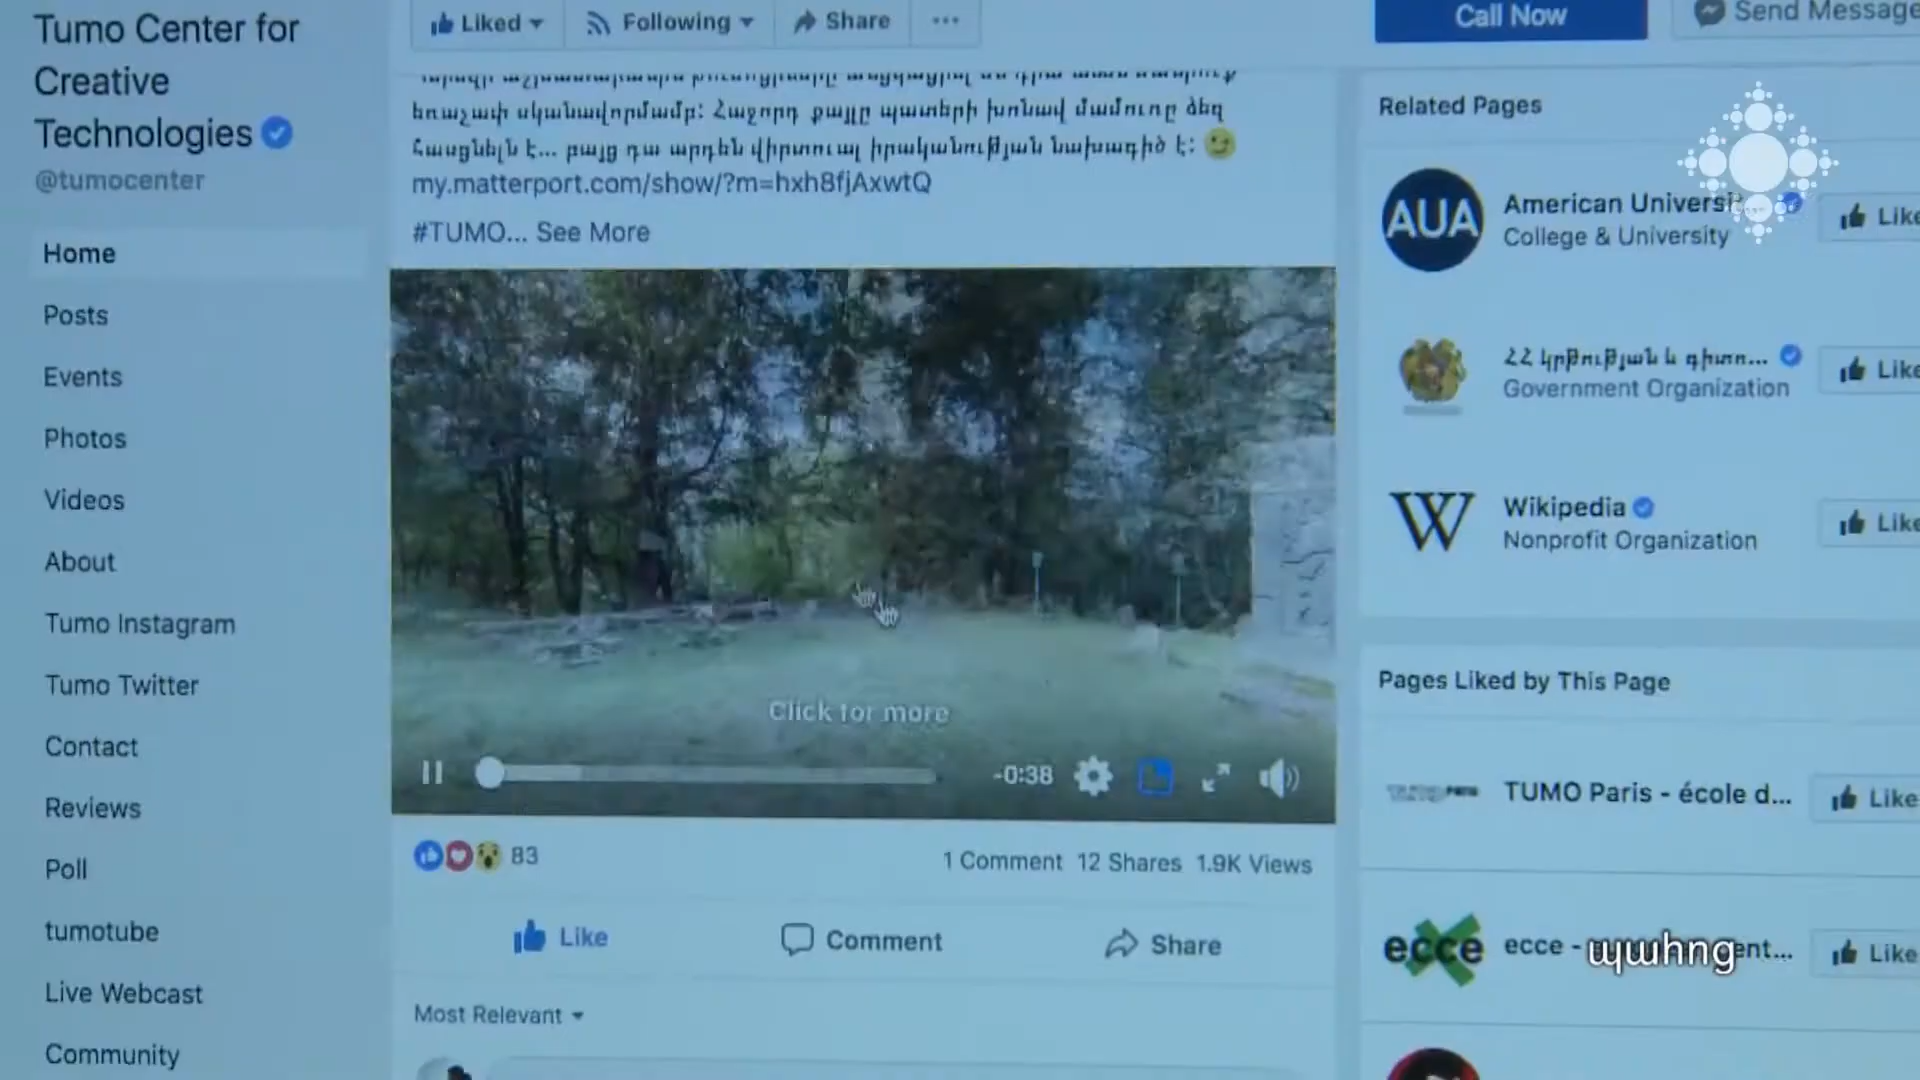 Tumo Center for
Creative
Technologies
@tumocenter
Home
Posts
Events
Photos
Videos
About
Tumo Instagram
Tumo Twitter
Contact
Reviews
Poll
tumotube
Live Webcast
Community
Liked
Following
Share
եռաչափ սկանավորմամբ: Հաջորդ քայլը պատերի խոնավ մամուռը ձեզ
հասցնելն է... բայց դա արդեն վիրտուալ իրականության նախագիծ է:
my.matterport.com/show/?m=hxh8fjAxwtQ
#TUMO... See More
Click for more
-0:38
83
1 Comment 12 Shares 1.9K Views
Like
Comment
Share
Most Relevant
Call Now
Send Message
Related Pages
AUA
American Universi
College & University
Like
ՀՀ կրթության և գիտո...
Government Organization
Like
W
Wikipedia
Nonprofit Organization
Like
Pages Liked by This Page
TUMO Paris - école d...
Like
ecce
ecce - ent...
պահոց
Like